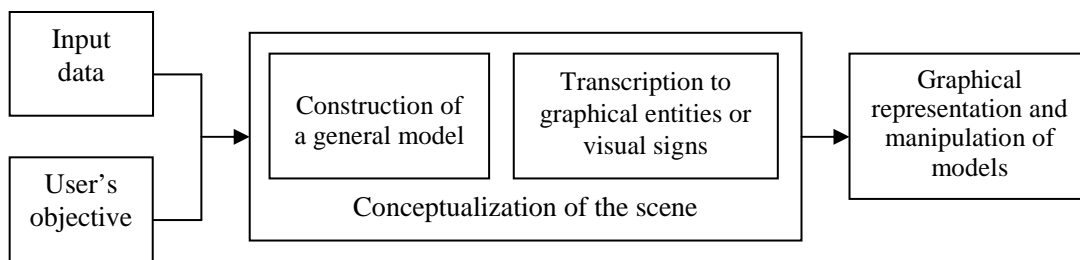 Input
data
User’s
objective
Construction of
a general model
Transcription to
graphical entities or
visual signs
Conceptualization of the scene
Graphical
representation and
manipulation of
models